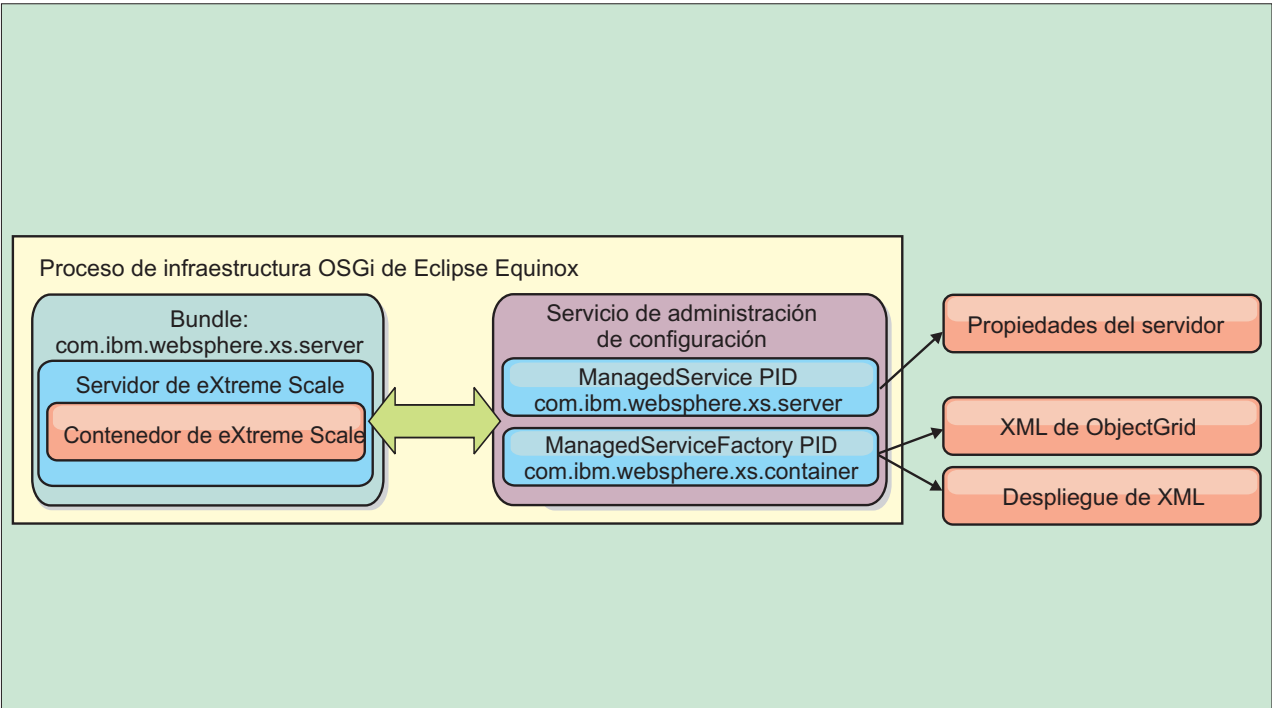 Proceso de infraestructura OSGi de Eclipse Equinox
Bundle:
com.ibm.websphere.xs.server
Servidor de eXtreme Scale
Contenedor de eXtreme Scale
Servicio de administración
de configuración
ManagedService PID
com.ibm.websphere.xs.server
ManagedServiceFactory PID
com.ibm.websphere.xs.container
Propiedades del servidor
XML de ObjectGrid
Despliegue de XML